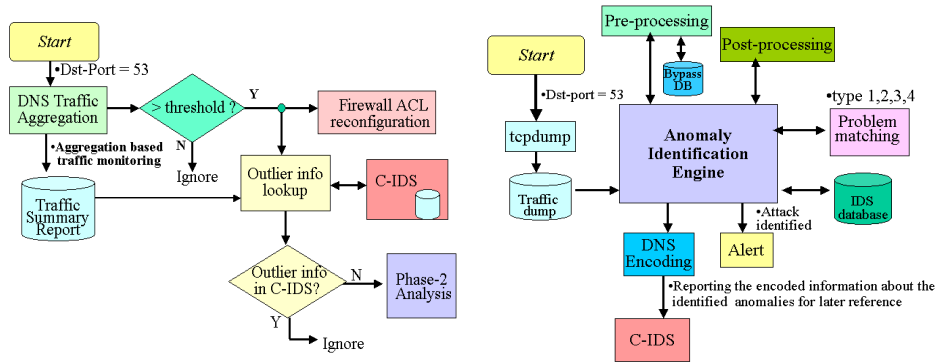 Start
•Dst-Port = 53
DNS Traffic
Aggregation
> threshold ?
Y
Firewall ACL
reconfiguration
•Aggregation based
traffic monitoring
N
Ignore
Traffic
Summary
Report
Outlier info
lookup
C-IDS
Outlier info
in C-IDS?
N
Phase-2
Analysis
Y
Ignore
Start
•Dst-port = 53
tcpdump
Traffic
dump
Pre-processing
Bypass
DB
Post-processing
Anomaly
Identification
Engine
•type 1,2,3,4
Problem
matching
IDS
database
•Attack
identified
DNS
Encoding
Alert
•Reporting the encoded information about the
identified anomalies for later reference
C-IDS